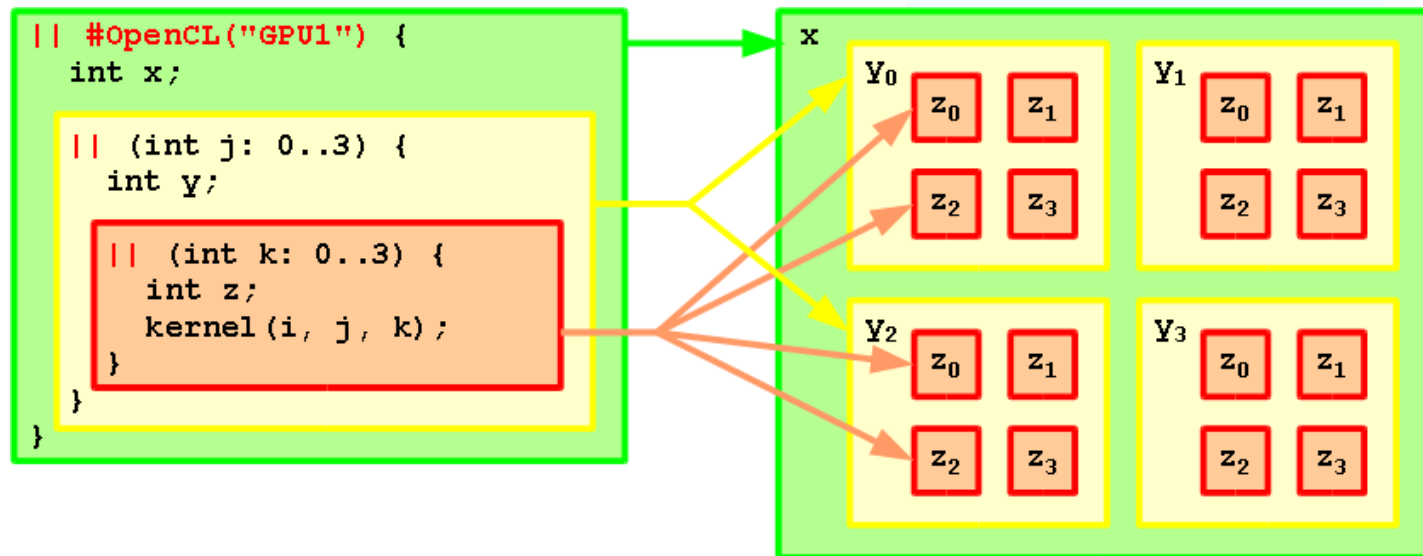 || #OpenCL("GPU1") {
int x;
|| (int j: 0..3) {
int y;
|| (int k: 0..3) {
int z;
kernel(i, j, k);
}
}
}
x
y₀ y₁
z₀ z₁ z₀ z₁
z₂ z₃ z₂ z₃
y₂ y₃
z₀ z₁ z₀ z₁
z₂ z₃ z₂ z₃